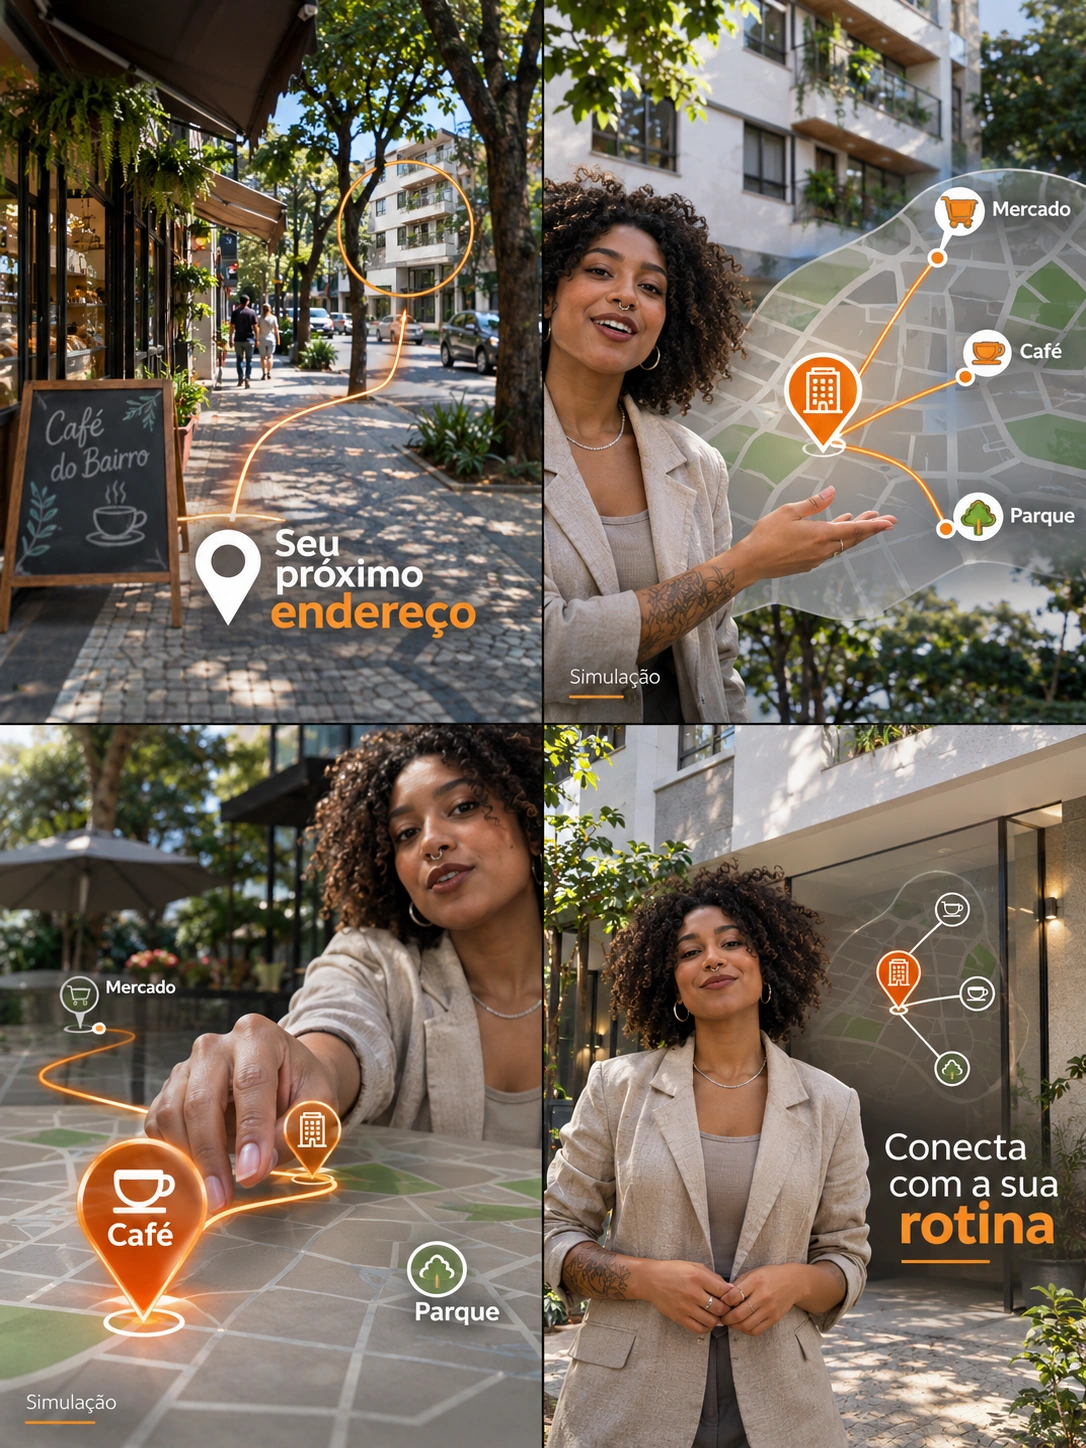 Café
do Bairro
Seu
próximo
endereço
Mercado
Café
Parque
Simulação
Mercado
Café
Parque
Simulação
Conecta
com a sua
rotina